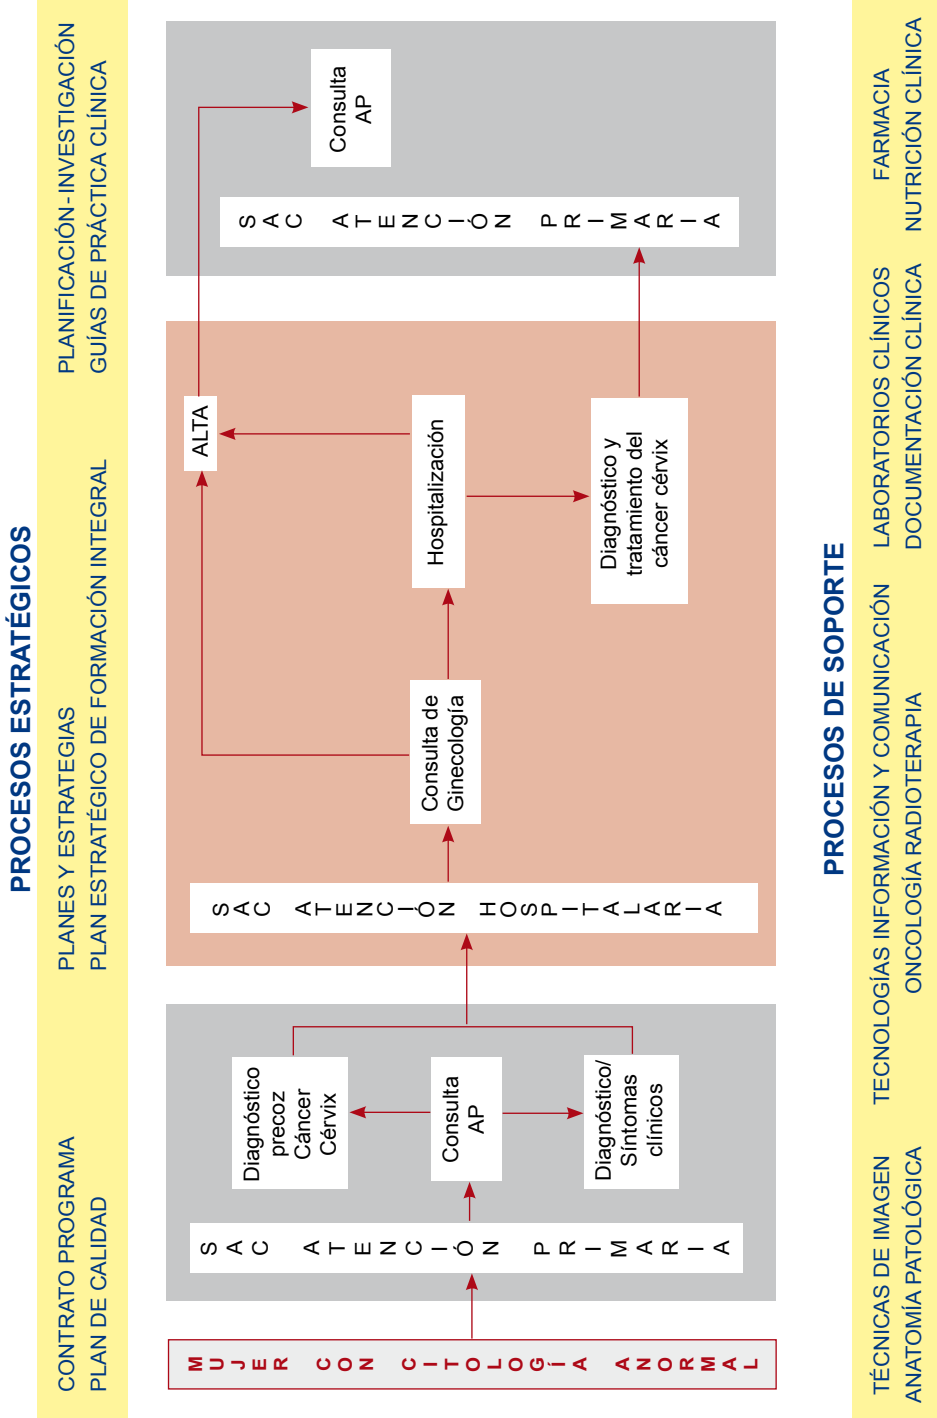 PROCESOS ESTRATÉGICOS
CONTRATO PROGRAMA
PLAN DE CALIDAD
PLANES Y ESTRATEGIAS
PLAN ESTRATÉGICO DE FORMACIÓN INTEGRAL
PLANIFICACIÓN-INVESTIGACIÓN
GUÍAS DE PRÁCTICA CLÍNICA
MUJER CON CITOLOGÍA ANORMAL
SAC ATENCIÓN PRIMARIA
Diagnóstico
precoz
Cáncer
Cérvix
Consulta
AP
Diagnóstico/
Síntomas
clínicos
SAC ATENCIÓN HOSPITALARIA
Consulta de
Ginecología
ALTA
Hospitalización
Diagnóstico y
tratamiento del
cáncer cérvix
SAC ATENCIÓN PRIMARIA
Consulta
AP
PROCESOS DE SOPORTE
TÉCNICAS DE IMAGEN
ANATOMÍA PATOLÓGICA
TECNOLOGÍAS INFORMACIÓN Y COMUNICACIÓN
ONCOLOGÍA RADIOTERAPIA
LABORATORIOS CLÍNICOS
DOCUMENTACIÓN CLÍNICA
FARMACIA
NUTRICIÓN CLÍNICA